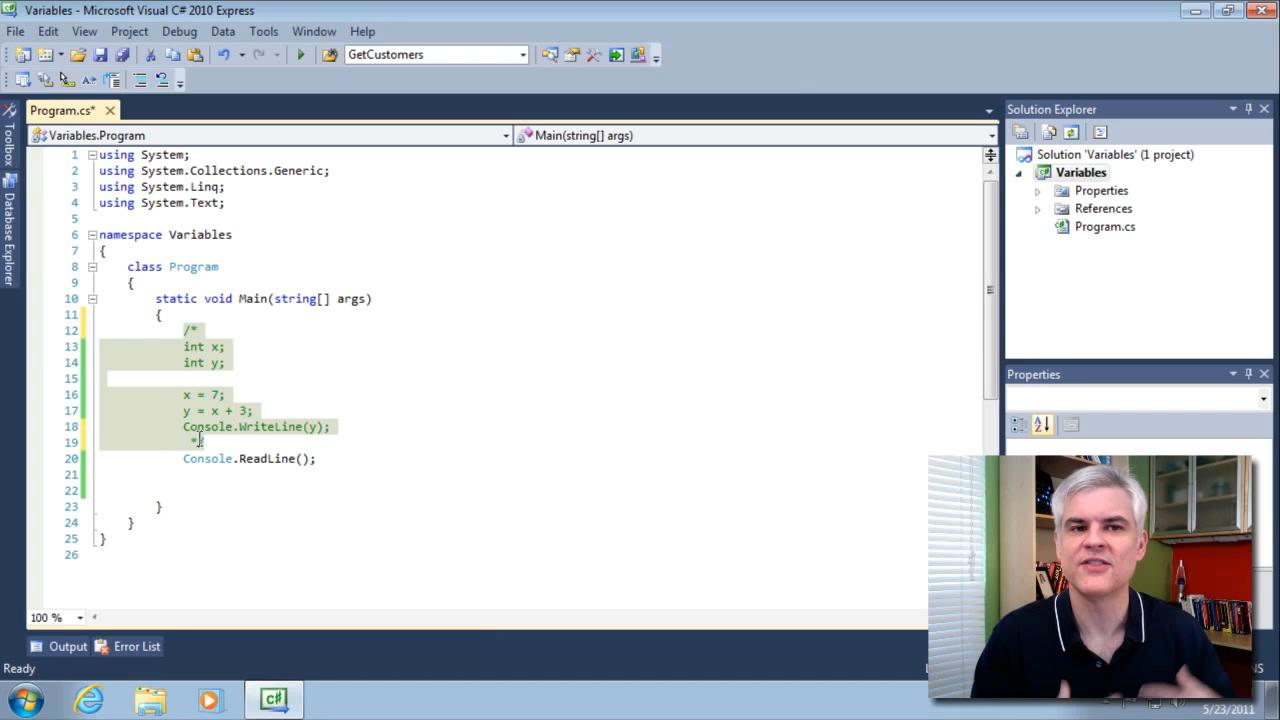 Variables - Microsoft Visual C# 2010 Express
File Edit View Project Debug Data Tools Window Help
GetCustomers
Program.cs*
Variables.Program
Main(string[] args)
Toolbox
Database Explorer
1 using System;
2 using System.Collections.Generic;
3 using System.Linq;
4 using System.Text;
5
6 namespace Variables
7 {
8 class Program
9 {
10 static void Main(string[] args)
11 {
12 /*
13 int x;
14 int y;
15
16 x = 7;
17 y = x + 3;
18 Console.WriteLine(y);
19 */
20 Console.ReadLine();
21
22
23 }
24 }
25 }
26
100 %
Output Error List
Ready
Solution Explorer
Solution 'Variables' (1 project)
Variables
Properties
References
Program.cs
Properties
C#
5/23/2011